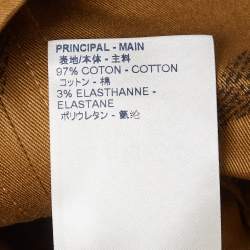 PRINCIPAL - MAIN
表地/本体 - 主料
97% COTON - COTTON
コットン - 棉
3% ELASTHANNE -
ELASTANE
ポリウレタン - 氨纶